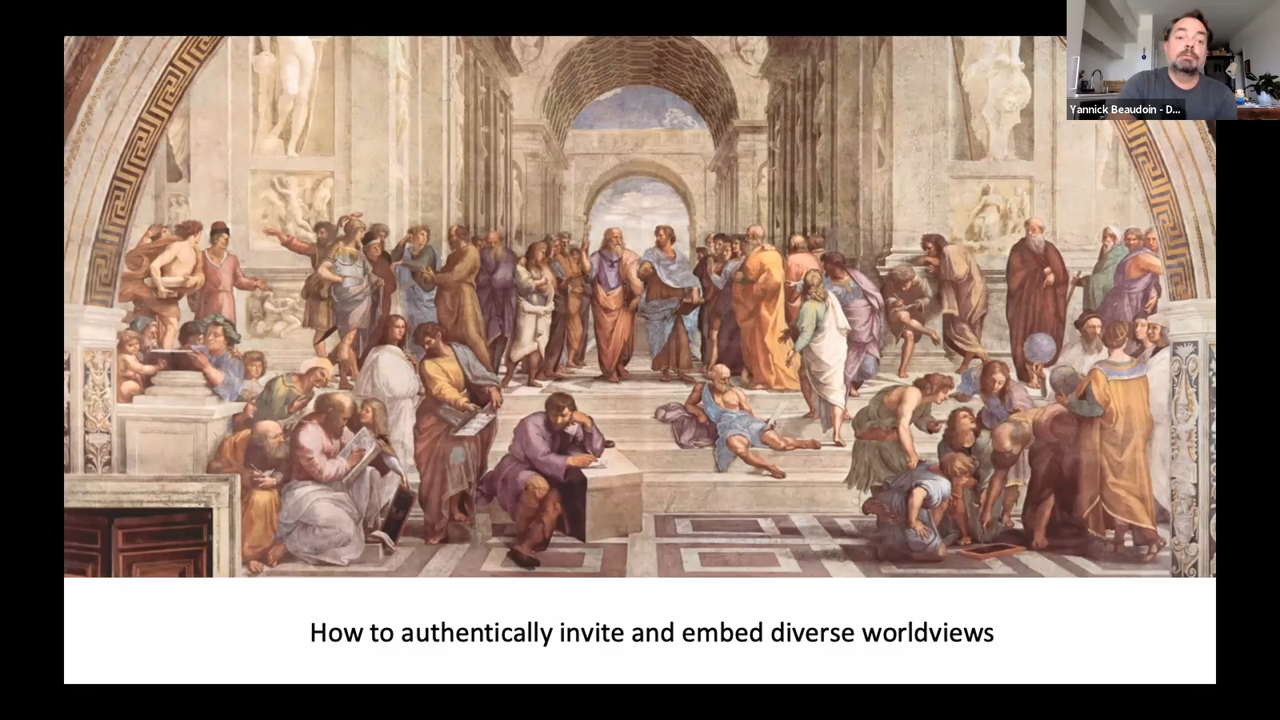 Yannick Beaudoin - D...
How to authentically invite and embed diverse worldviews